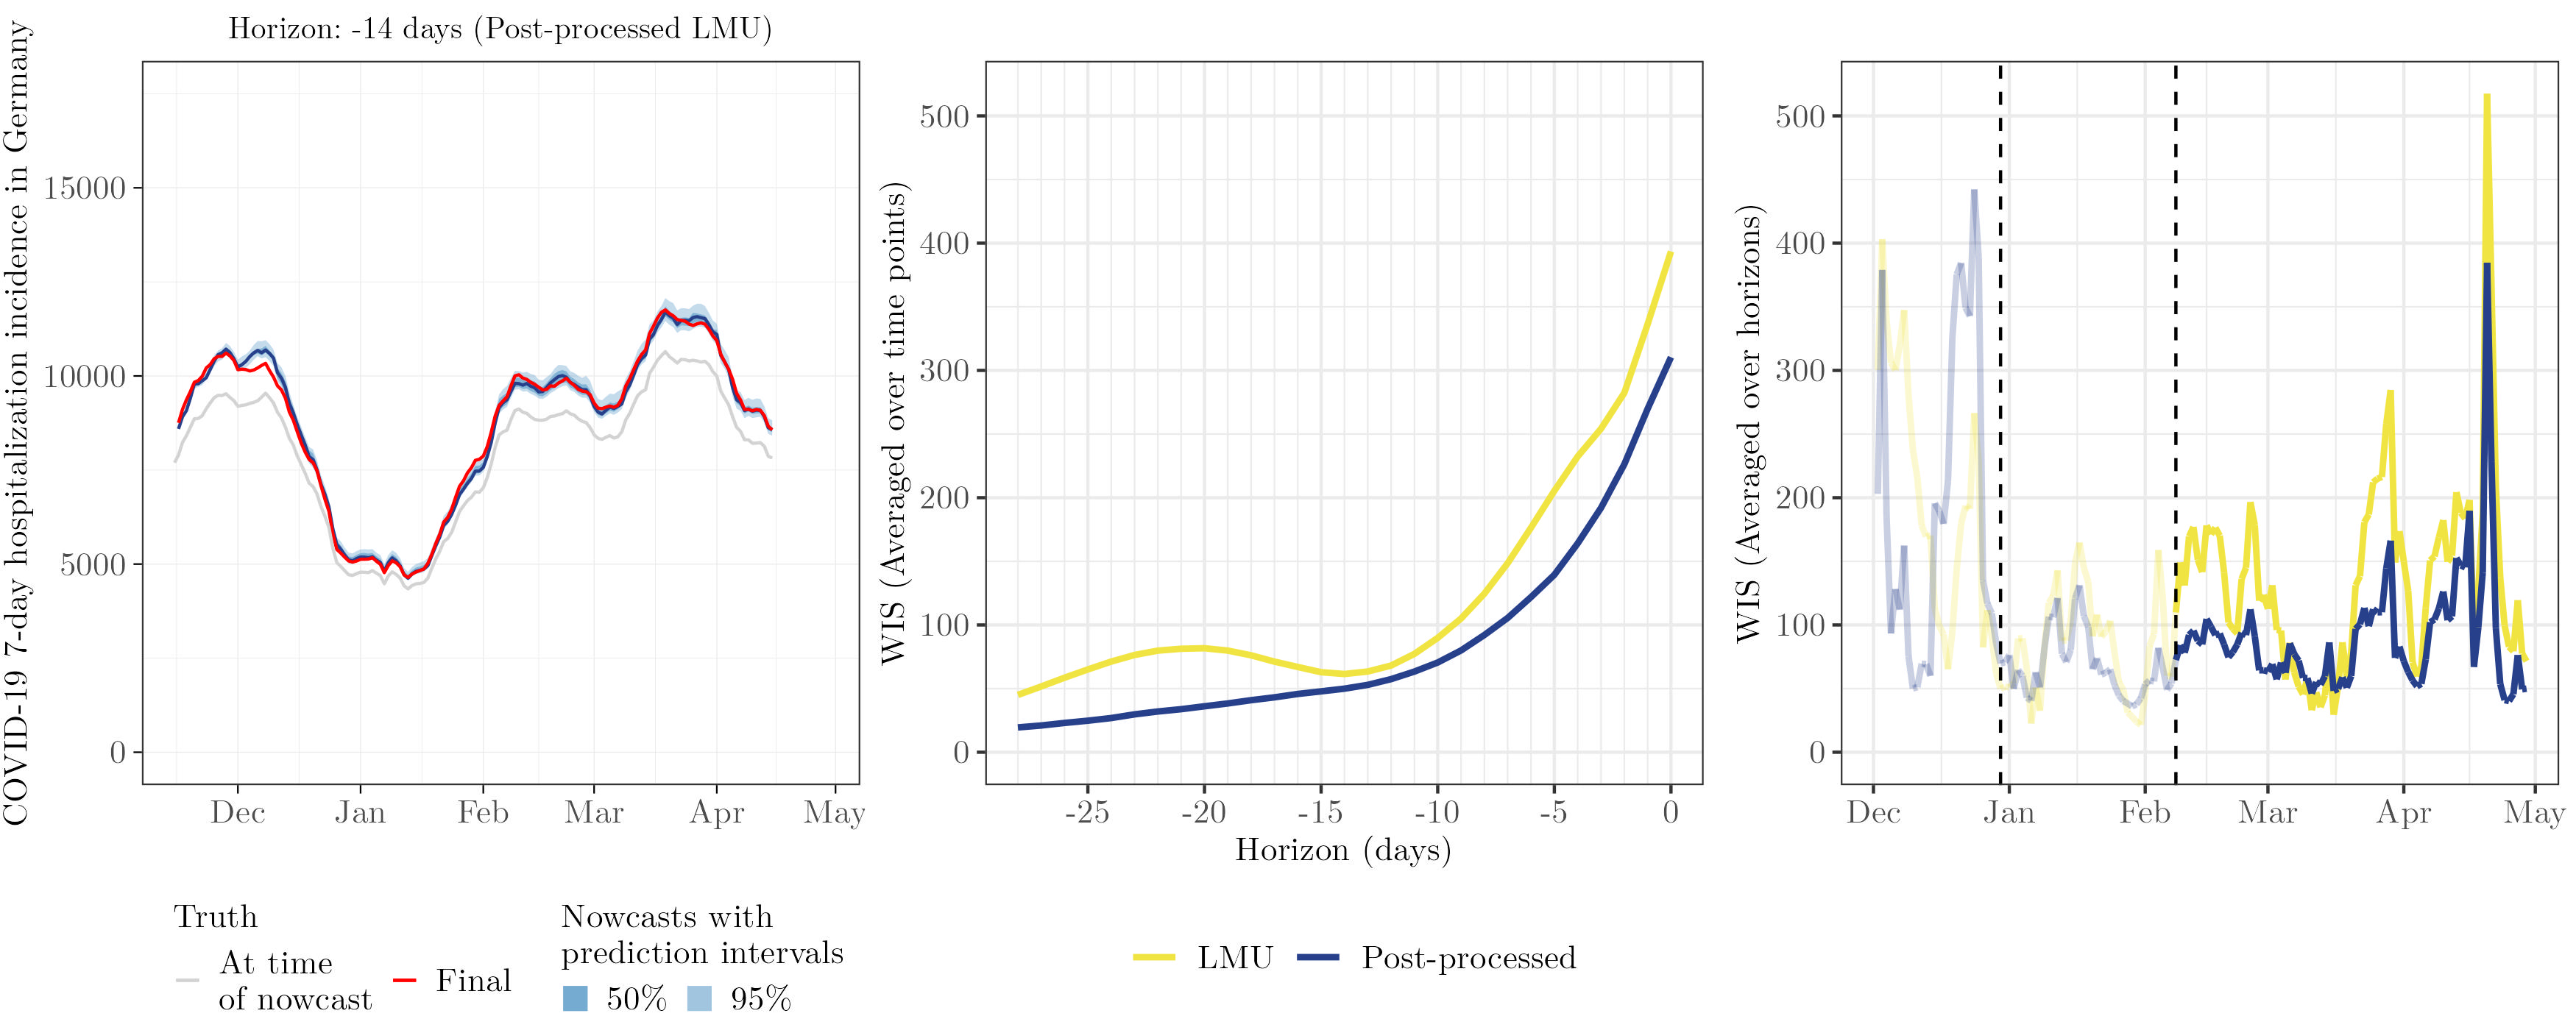 Horizon: -14 days (Post-processed LMU)
COVID-19 7-day hospitalization incidence in Germany
15000
10000
5000
0
Dec Jan Feb Mar Apr May
WIS (Averaged over time points)
500
400
300
200
100
0
-25 -20 -15 -10 -5 0
Horizon (days)
WIS (Averaged over horizons)
500
400
300
200
100
0
Dec Jan Feb Mar Apr May
Truth
At time
of nowcast
Final
Nowcasts with
prediction intervals
50% 95%
LMU Post-processed